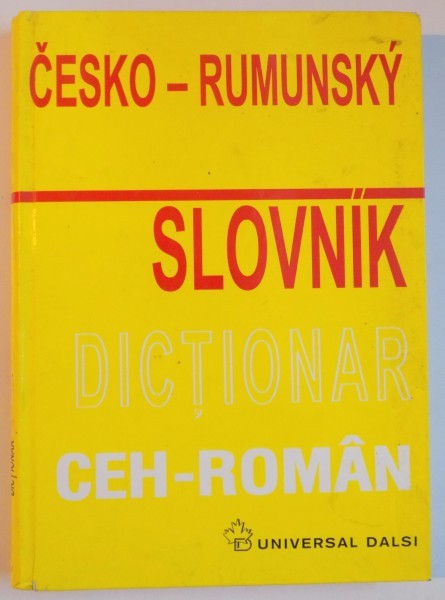 ČESKO – RUMUNSKÝ
SLOVNÍK
DICȚIONAR
CEH-ROMÂN
UNIVERSAL DALSI